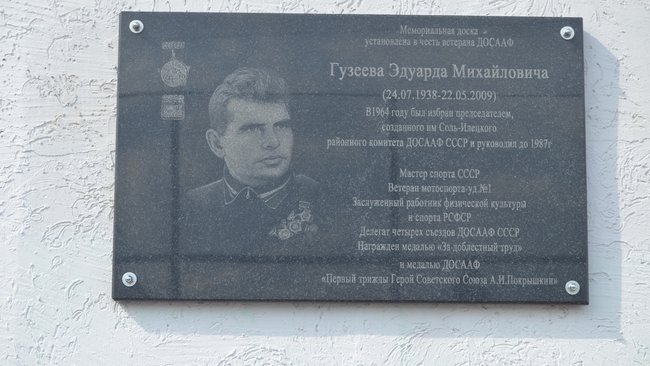 Мемориальная доска
установлена в честь ветерана ДОСААФ
Гузеева Эдуарда Михайловича
(24.07.1938-22.05.2009)
В1964 году был избран председателем,
созданного им Соль-Илецкого
районного комитета ДОСААФ СССР и руководил до 1987г
Мастер спорта СССР
Ветеран мотоспорта-уд.№1
Заслуженный работник физической культуры
и спорта РСФСР
Делегат четырех съездов ДОСААФ СССР
Награжден медалью «За доблестный труд»
и медалью ДОСААФ
«Первый трижды Герой Советского Союза А.И.Покрышкин»